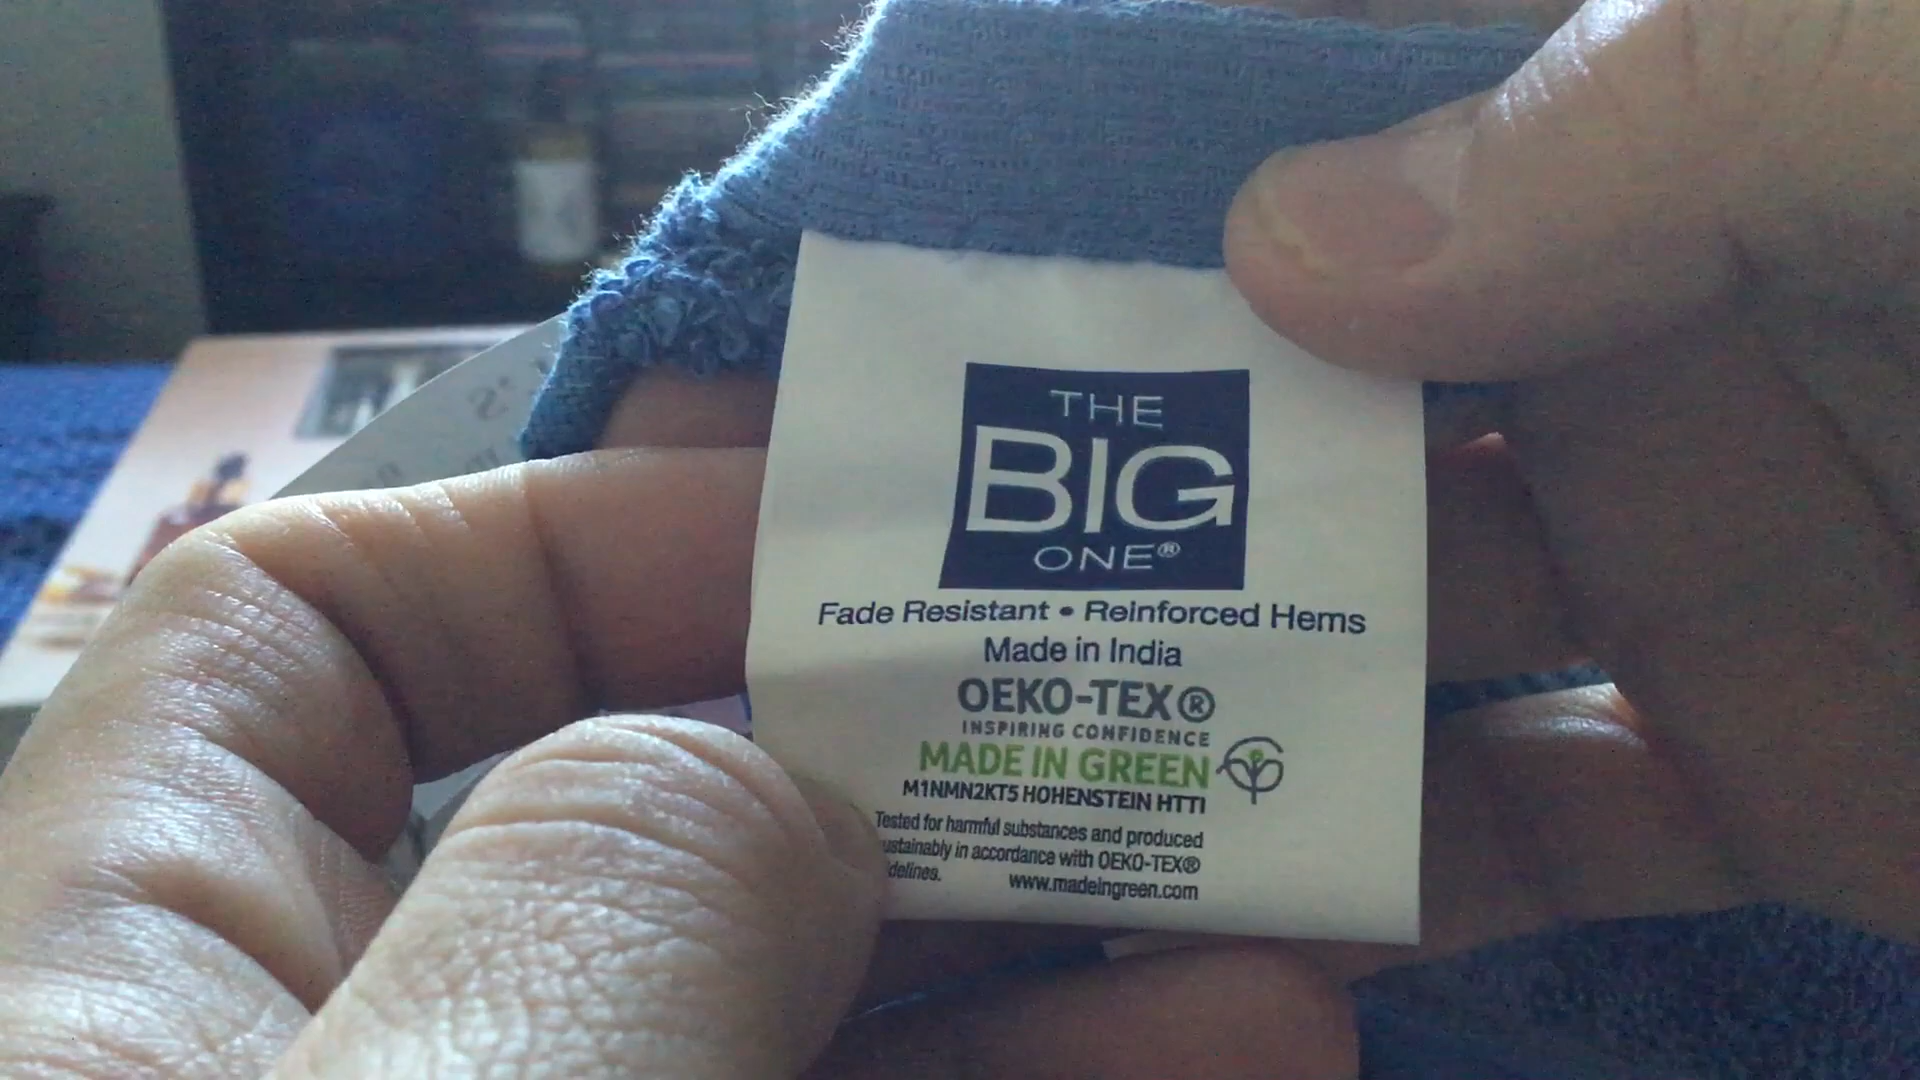 THE
BIG
ONE®
Fade Resistant • Reinforced Hems
Made in India
OEKO-TEX®
INSPIRING CONFIDENCE
MADE IN GREEN
M1NMN2KT5 HOHENSTEIN HTTI
Tested for harmful substances and produced
ustainably in accordance with OEKO-TEX®
idelines. www.madeingreen.com